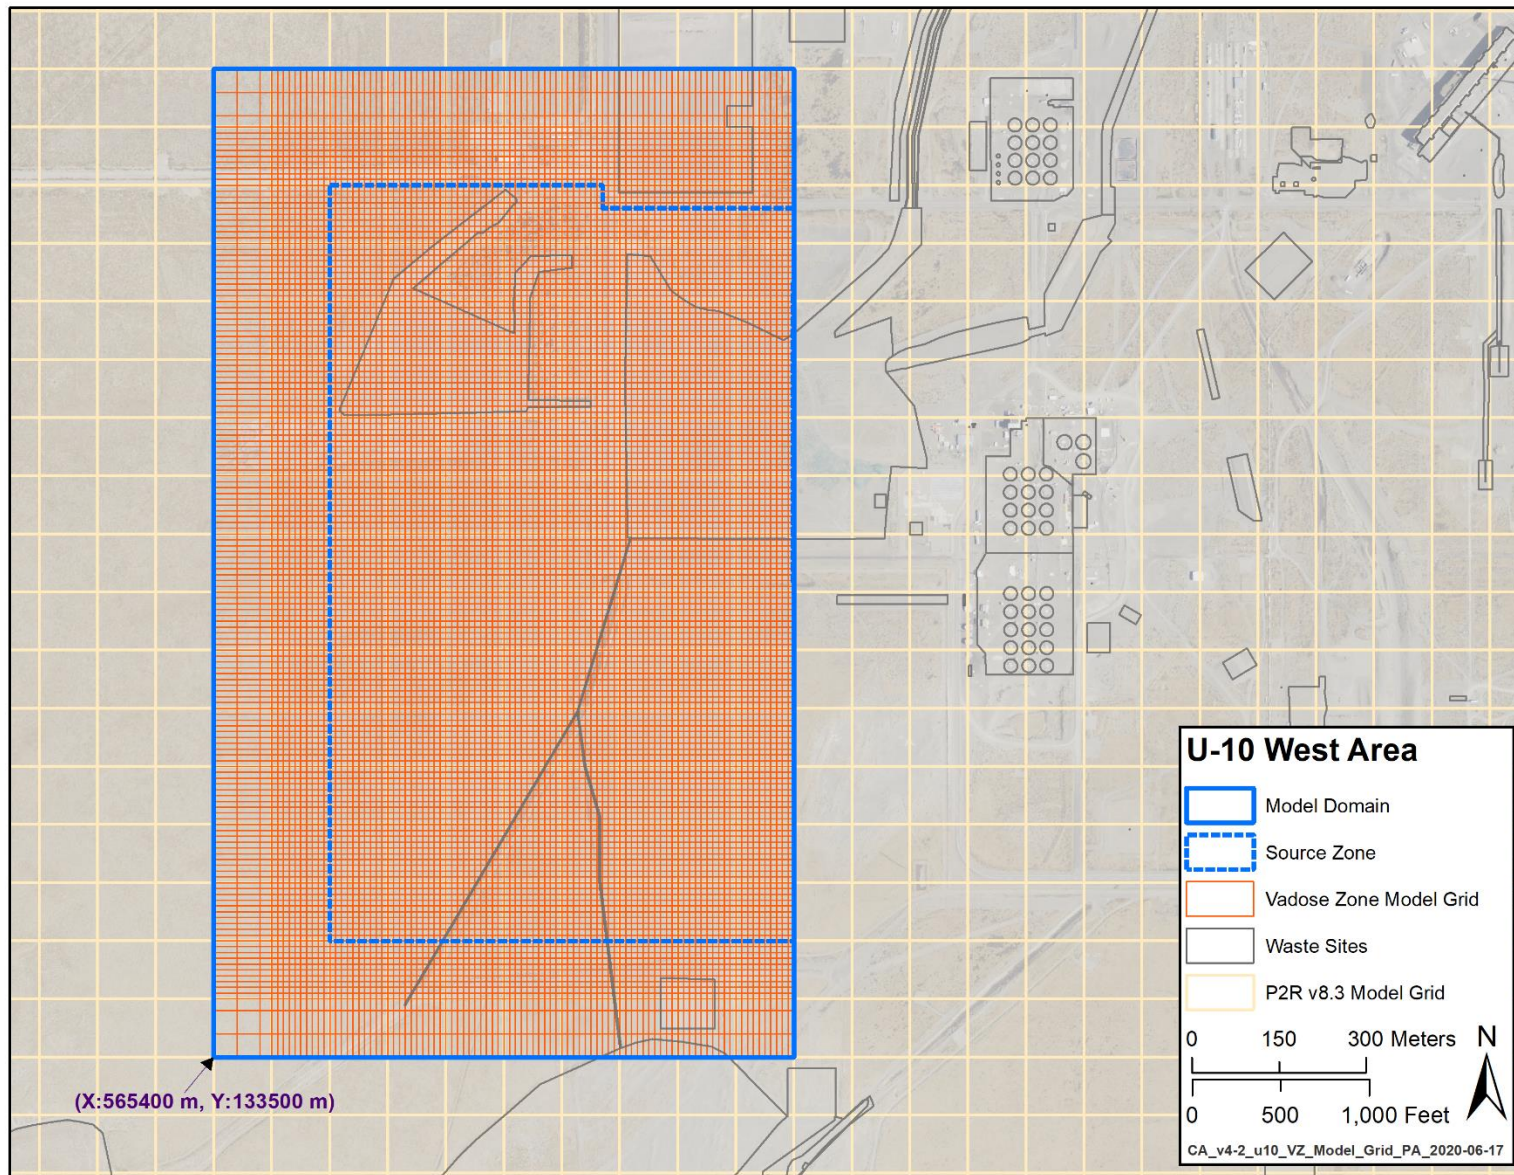 (X:565400 m, Y:133500 m)
U-10 West Area
Model Domain
Source Zone
Vadose Zone Model Grid
Waste Sites
P2R v8.3 Model Grid
0 150 300 Meters N
0 500 1,000 Feet
CA_v4-2_u10_VZ_Model_Grid_PA_2020-06-17